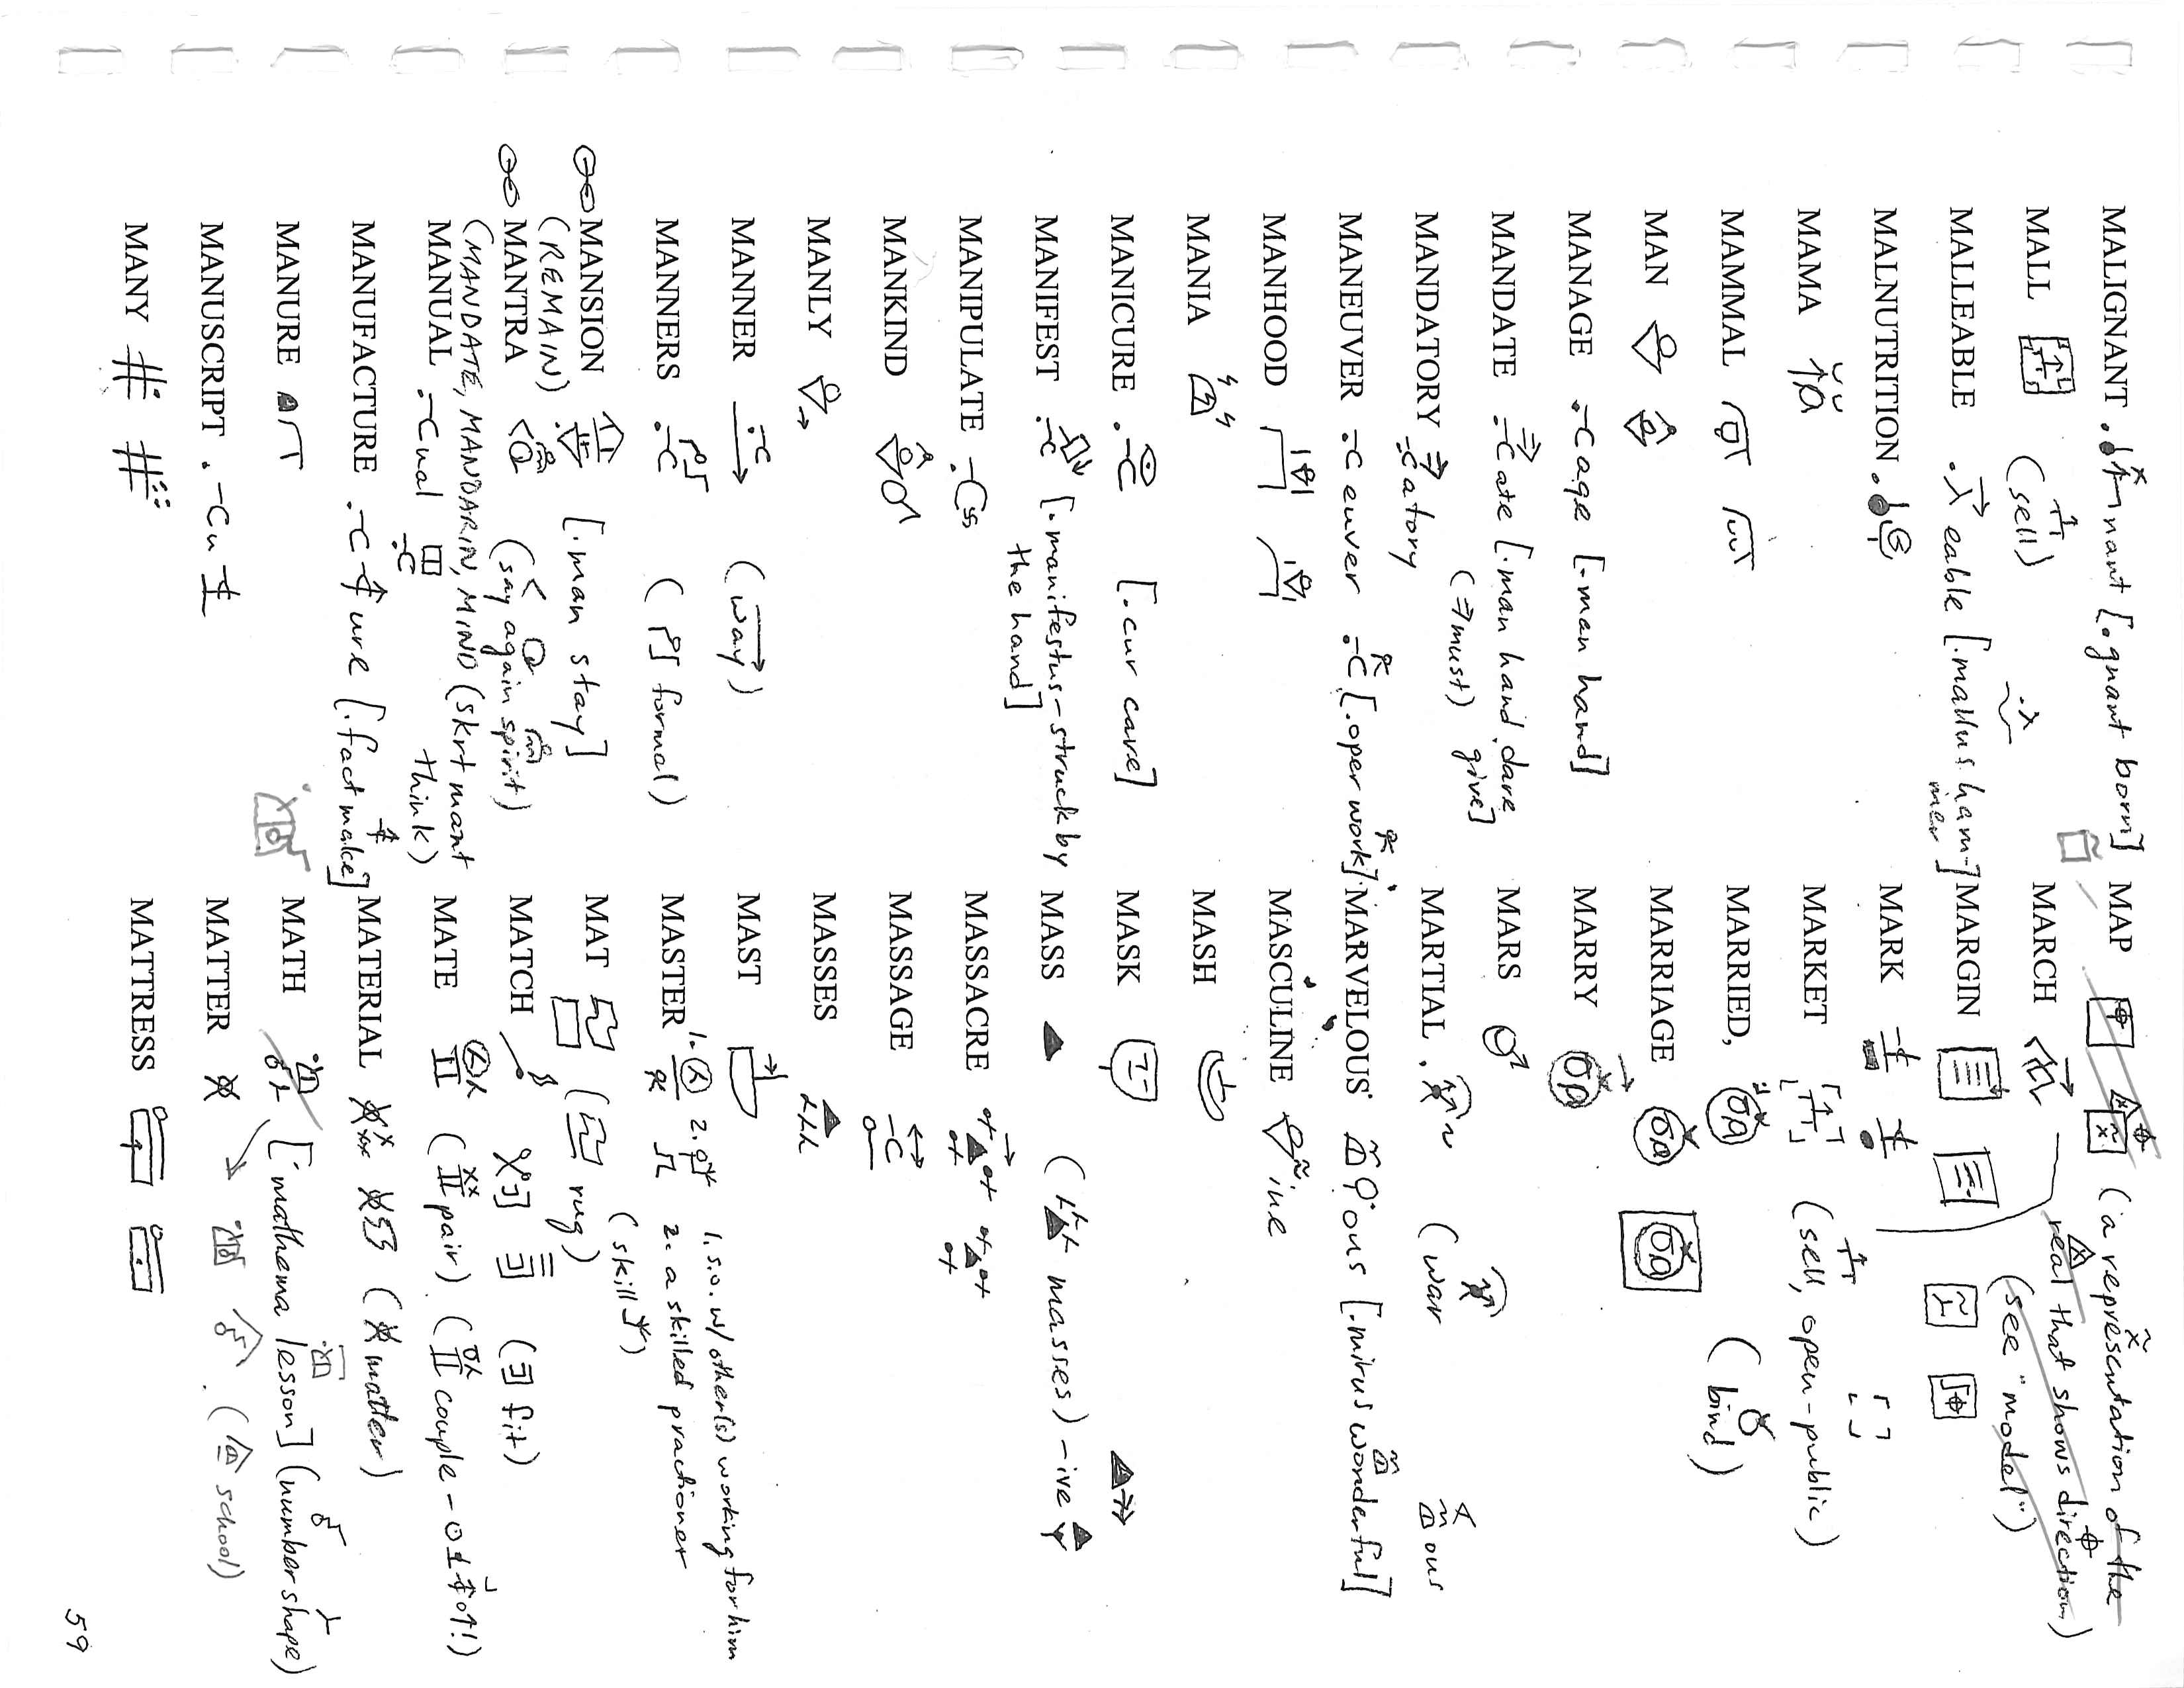 MALIGNANT . nant [.gnant born]
MALL (sell)
MALLEABLE . eable [.mallus ham-mer]
MALNUTRITION .
MAMA
MAMMAL
MAN
MANAGE .-Cage [.man hand]
MANDATE .-Cate [.man hand .dare give]
MANDATORY -Catory (⇒must)
MANEUVER .-C euver .-C [.oper work]
MANHOOD
MANIA
MANICURE .-C [.cur care]
MANIFEST .-C [.manifestus-struck by the hand]
MANIPULATE .-C
MANKIND
MANLY
MANNER .-C → (way)
MANNERS .-C ( formal)
MANSION [.man stay]
(REMAIN)
MANTRA < (say again spirit)
(MANDATE, MANDARIN, MIND (skrt mant think)
MANUAL .-Cual .-C
MANUFACTURE .-C ure [.fact make]
MANURE
MANUSCRIPT .-Cu
MANY
MAP (a representation of the real that shows direction)
MARCH (see "model")
MARGIN
MARK
MARKET (sell, open-public)
MARRIED,
MARRIAGE (bind)
MARRY
MARS ♂
MARTIAL . (war
MARVELOUS ous [.mirus wonderful] ous
MASCULINE ine
MASH
MASK
MASS ▲ ( masses) -ive
MASSACRE
MASSAGE
MASSES
MAST
MASTER 1. 2. 1. s.o. w/ other(s) working for him
2. a skilled practioner
(skill)
MAT ( rug)
MATCH ( fit)
MATE ( pair) ( couple -
MATERIAL ( matter)
MATH [.mathema lesson] (number shape)
MATTER ( school)
MATTRESS
59